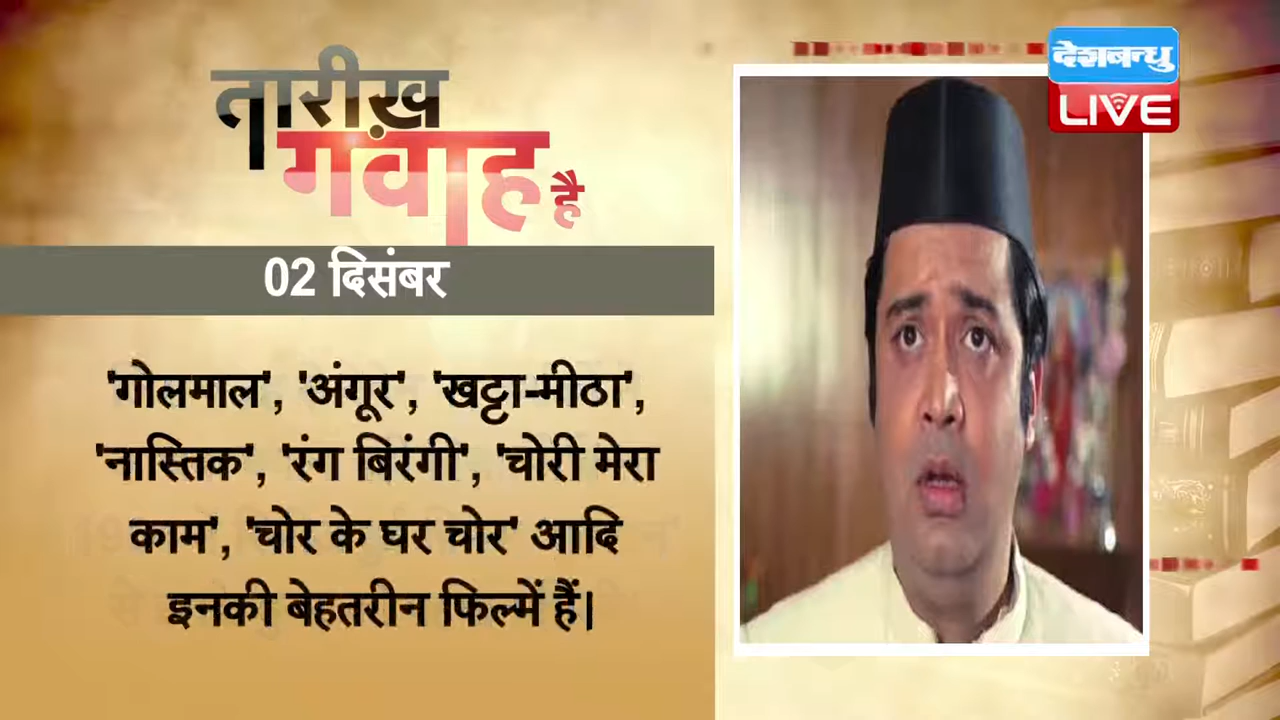 तारीख़
गवाह है
देशबन्धु
LIVE
02 दिसंबर
'गोलमाल', 'अंगूर', 'खट्टा-मीठा',
'नास्तिक', 'रंग बिरंगी', 'चोरी मेरा
काम', 'चोर के घर चोर' आदि
इनकी बेहतरीन फिल्में हैं।